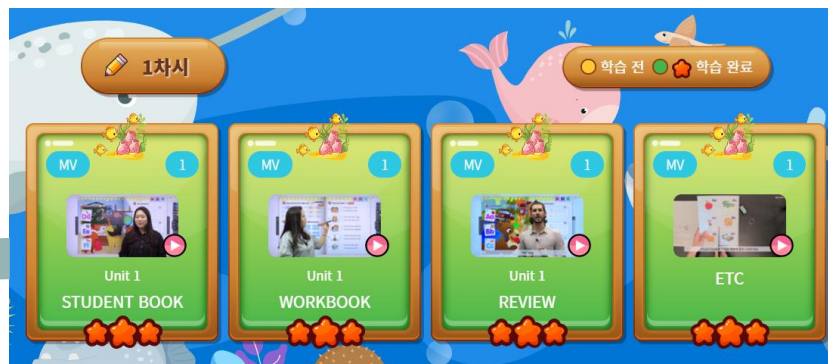 1차시
학습 전 학습 완료
MV 1
MV 1
MV 1
MV 1
Unit 1
STUDENT BOOK
Unit 1
WORKBOOK
Unit 1
REVIEW
ETC